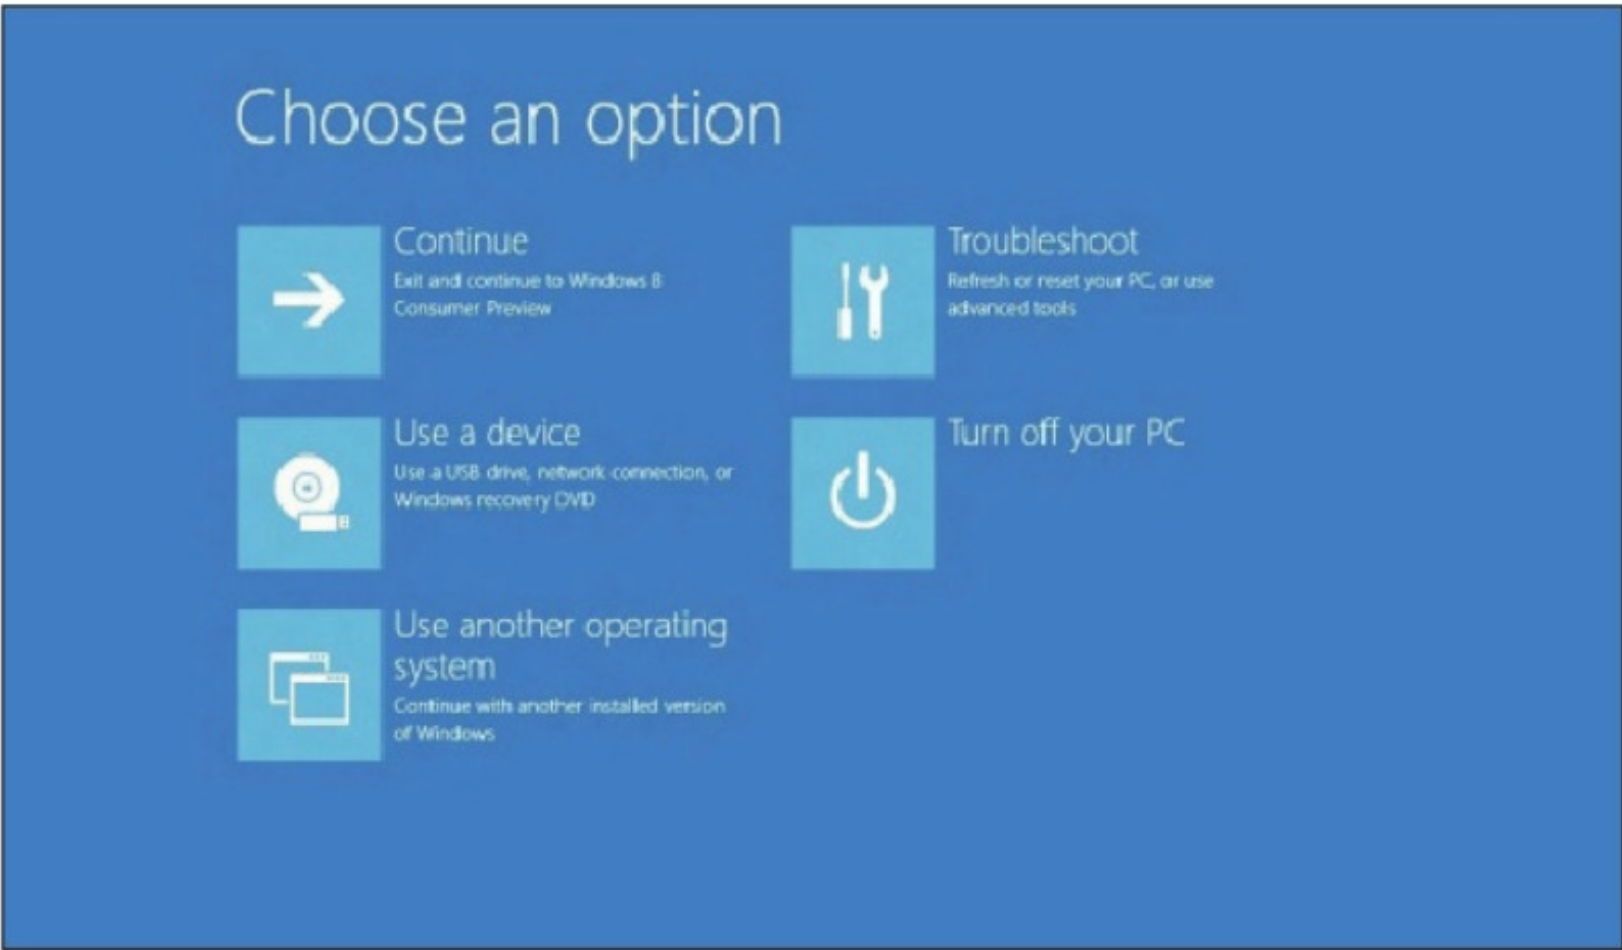 Choose an option
Continue
Exit and continue to Windows 8
Consumer Preview
Troubleshoot
Refresh or reset your PC, or use
advanced tools
Use a device
Use a USB drive, network connection, or
Windows recovery DVD
Turn off your PC
Use another operating
system
Continue with another installed version
of Windows